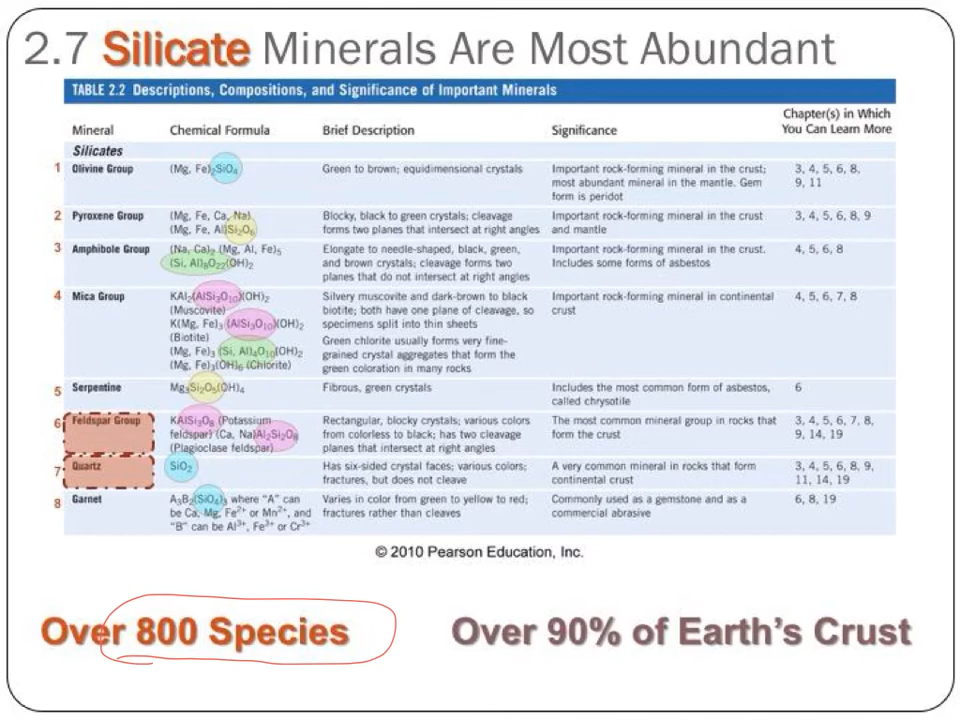 2.7 Silicate Minerals Are Most Abundant
TABLE 2.2 Descriptions, Compositions, and Significance of Important Minerals
Mineral Chemical Formula Brief Description Significance Chapter(s) in Which You Can Learn More
Silicates
1 Olivine Group (Mg, Fe)₂SiO₄ Green to brown; equidimensional crystals Important rock-forming mineral in the crust; 3, 4, 5, 6, 8,
most abundant mineral in the mantle. Gem 9, 11
form is peridot
2 Pyroxene Group (Mg, Fe, Ca, Na) Blocky, black to green crystals; cleavage Important rock-forming mineral in the crust 3, 4, 5, 6, 8, 9
(Mg, Fe, Al)Si₂O₆ forms two planes that intersect at right angles and mantle
3 Amphibole Group (Na, Ca)₂ (Mg, Al, Fe)₅ Elongate to needle-shaped, black, green, Important rock-forming mineral in the crust. 4, 5, 6, 8
(Si, Al)₈O₂₂(OH)₂ and brown crystals; cleavage forms two Includes some forms of asbestos
planes that do not intersect at right angles
4 Mica Group KAl₂(AlSi₃O₁₀)(OH)₂ Silvery muscovite and dark-brown to black Important rock-forming mineral in continental 4, 5, 6, 7, 8
(Muscovite) biotite; both have one plane of cleavage, so crust
K(Mg, Fe)₃ (AlSi₃O₁₀)(OH)₂ specimens split into thin sheets
(Biotite) Green chlorite usually forms very fine-
(Mg, Fe)₃ (Si, Al)₄O₁₀(OH)₂ grained crystal aggregates that form the
(Mg, Fe)₃(OH)₆ (Chlorite) green coloration in many rocks
5 Serpentine Mg₃Si₂O₅(OH)₄ Fibrous, green crystals Includes the most common form of asbestos, 6
called chrysotile
6 Feldspar Group KAlSi₃O₈ (Potassium Rectangular, blocky crystals; various colors The most common mineral group in rocks that 3, 4, 5, 6, 7, 8,
feldspar) (Ca, Na)Al₂Si₂O₈ from colorless to black; has two cleavage form the crust 9, 14, 19
(Plagioclase feldspar) planes that intersect at right angles
7 Quartz SiO₂ Has six-sided crystal faces; various colors; A very common mineral in rocks that form 3, 4, 5, 6, 8, 9,
fractures, but does not cleave continental crust 11, 14, 19
8 Garnet A₃B₂(SiO₄)₃ where “A” can Varies in color from green to yellow to red; Commonly used as a gemstone and as a 6, 8, 19
be Ca, Mg, Fe²⁺ or Mn²⁺, and fractures rather than cleaves commercial abrasive
“B” can be Al³⁺, Fe³⁺ or Cr³⁺
© 2010 Pearson Education, Inc.
Over 800 Species Over 90% of Earth’s Crust